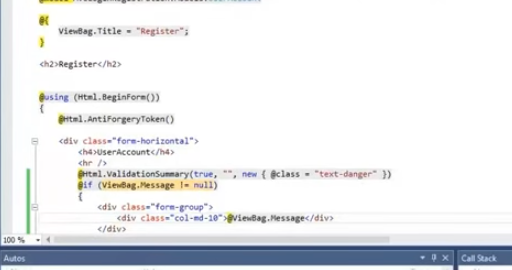 @{
ViewBag.Title = "Register";
}
<h2>Register</h2>
@using (Html.BeginForm())
{
@Html.AntiForgeryToken()
<div class="form-horizontal">
<h4>UserAccount</h4>
<hr />
@Html.ValidationSummary(true, "", new { @class = "text-danger" })
@if (ViewBag.Message != null)
{
<div class="form-group">
<div class="col-md-10">@ViewBag.Message</div>
</div>
100 %
Autos
Call Stack